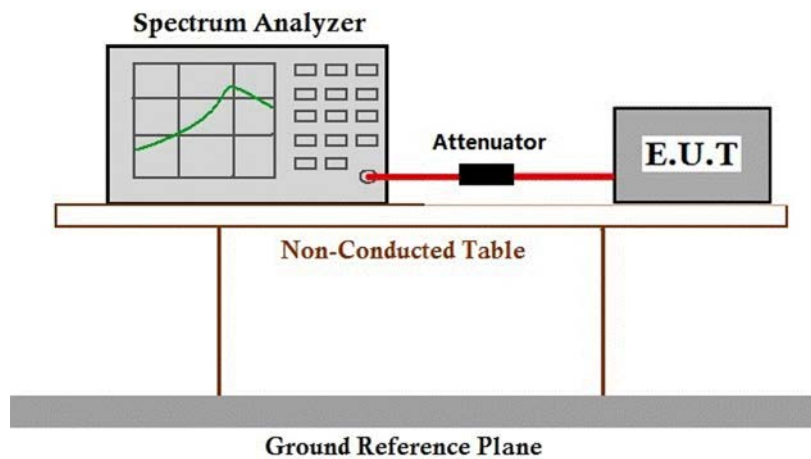 Spectrum Analyzer
Attenuator
E.U.T
Non-Conducted Table
Ground Reference Plane